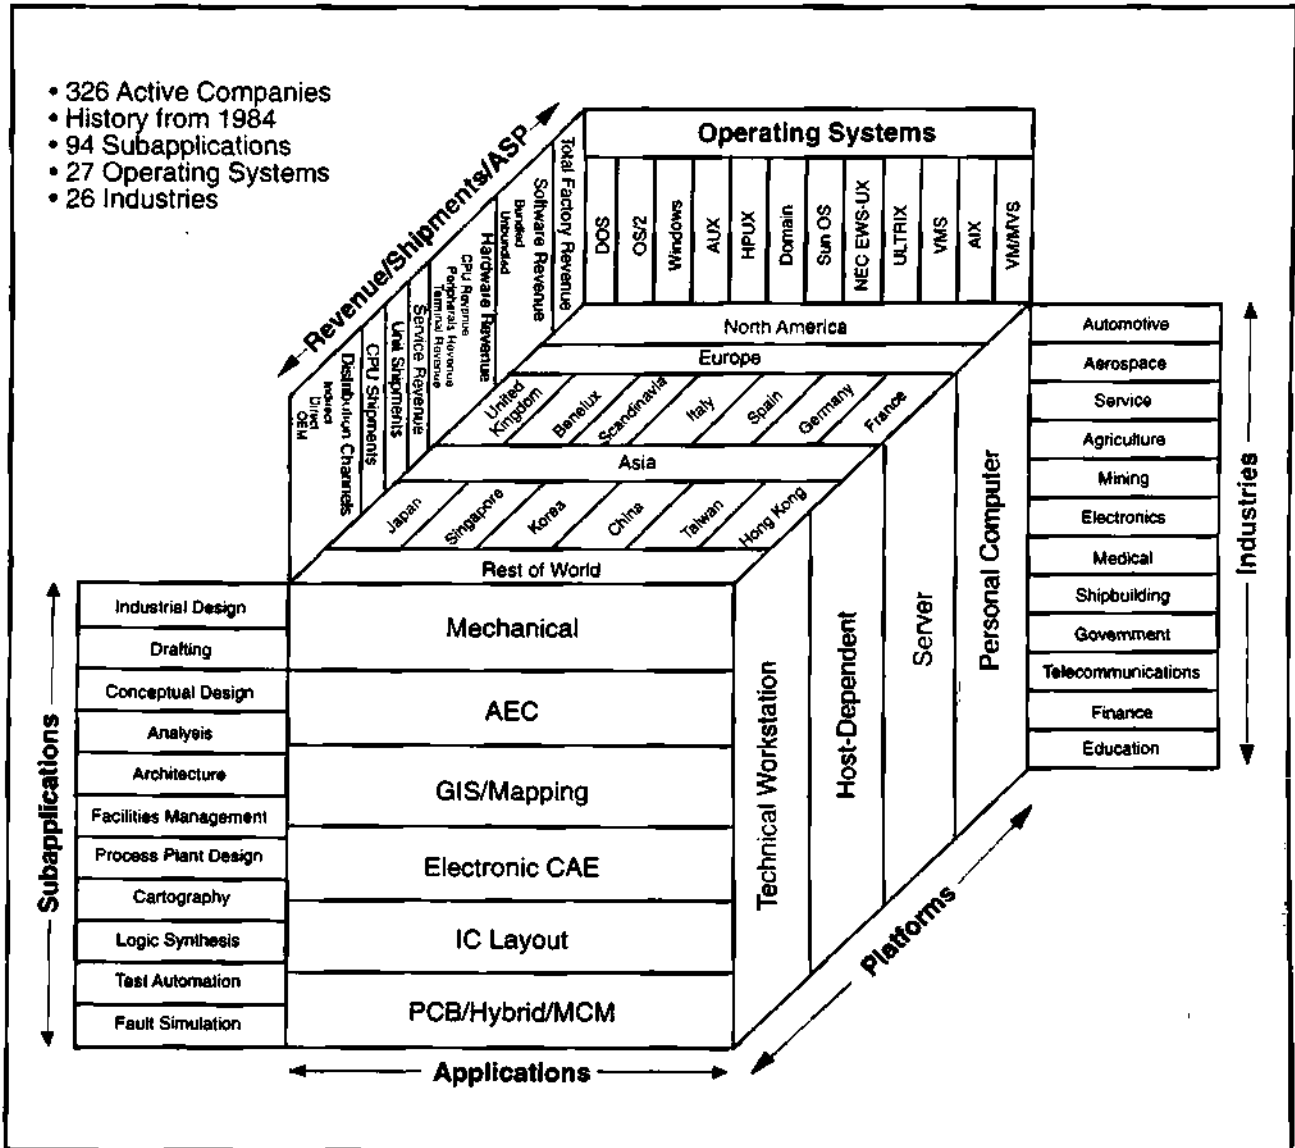 • 326 Active Companies
• History from 1984
• 94 Subapplications
• 27 Operating Systems
• 26 Industries
Revenue/Shipments/ASP
Total Factory Revenue
Software Revenue
Bundled
Unbundled
Hardware Revenue
CPU Revenue
Peripherals Revenue
Terminal Revenue
Service Revenue
Unit Shipments
CPU Shipments
Distribution Channels
Indirect
Direct
OEM
Operating Systems
DOS
OS/2
Windows
AUX
HPUX
Domain
Sun OS
NEC EWS-UX
ULTRIX
VMS
AIX
VM/MVS
North America
Europe
United
Kingdom
Benelux
Scandinavia
Italy
Spain
Germany
France
Asia
Japan
Singapore
Korea
China
Taiwan
Hong Kong
Rest of World
Subapplications
Industrial Design
Drafting
Conceptual Design
Analysis
Architecture
Facilities Management
Process Plant Design
Cartography
Logic Synthesis
Test Automation
Fault Simulation
Mechanical
AEC
GIS/Mapping
Electronic CAE
IC Layout
PCB/Hybrid/MCM
Applications
Technical Workstation
Host-Dependent
Server
Personal Computer
Platforms
Automotive
Aerospace
Service
Agriculture
Mining
Electronics
Medical
Shipbuilding
Government
Telecommunications
Finance
Education
Industries